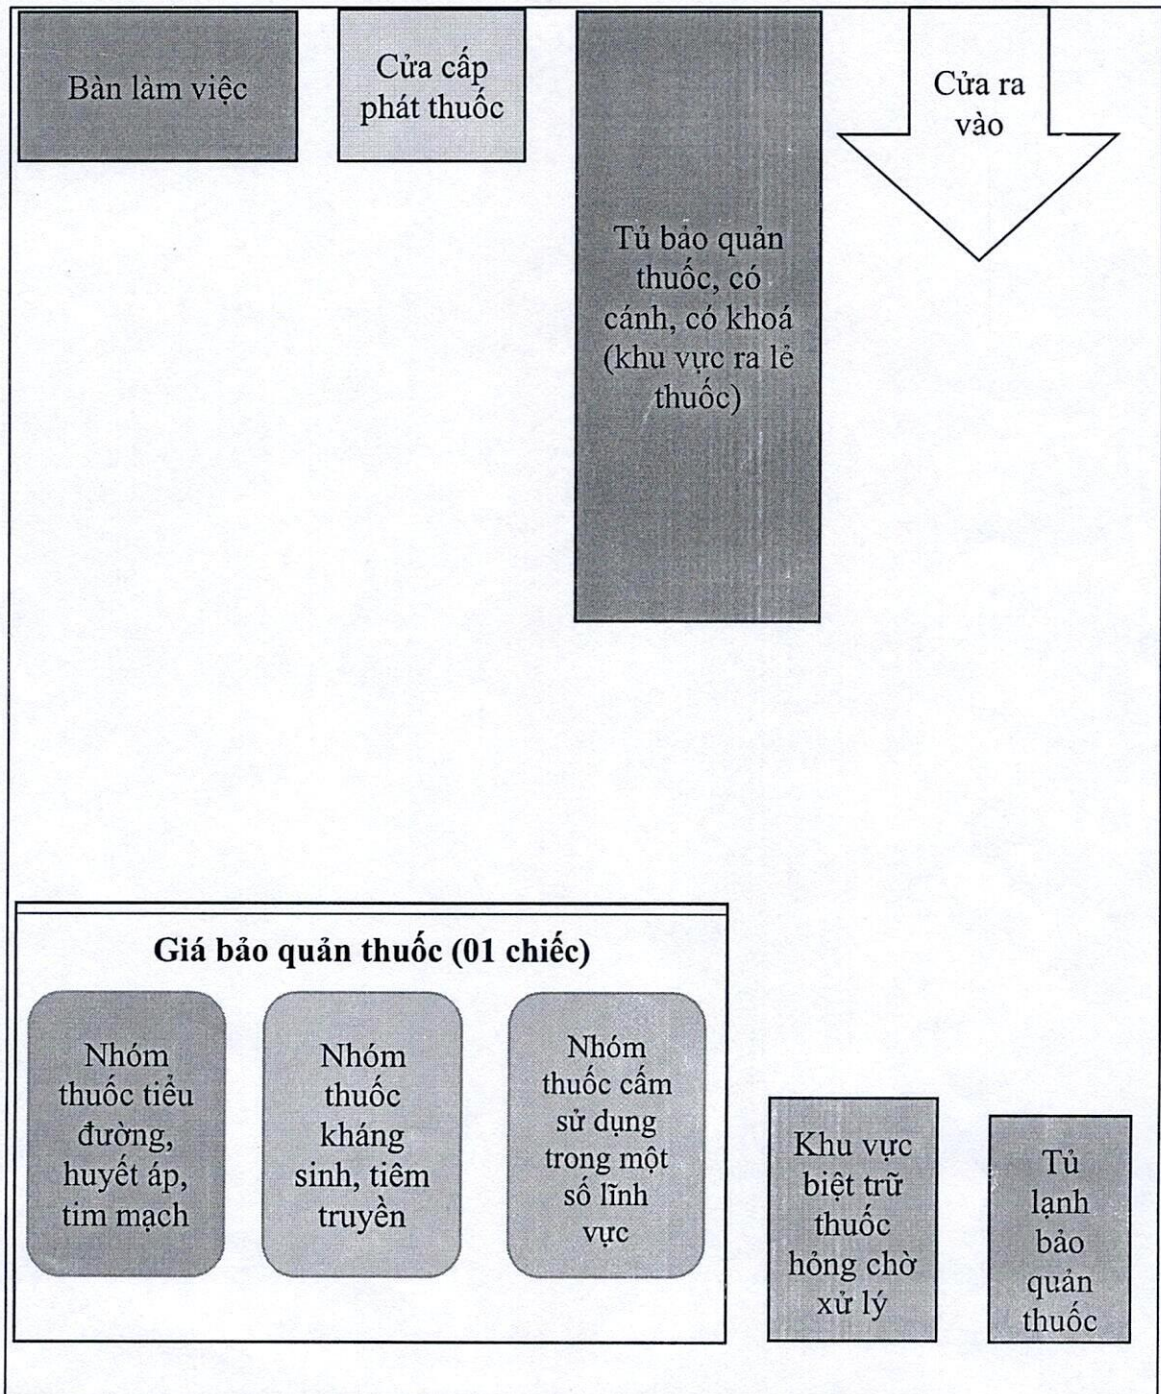 Bàn làm việc
Cửa cấp
phát thuốc
Cửa ra
vào
Tủ bảo quản
thuốc, có
cánh, có khoá
(khu vực ra lẻ
thuốc)
Giá bảo quản thuốc (01 chiếc)
Nhóm
thuốc tiểu
đường,
huyết áp,
tim mạch
Nhóm
thuốc
kháng
sinh, tiêm
truyền
Nhóm
thuốc cấm
sử dụng
trong một
số lĩnh
vực
Khu vực
biệt trữ
thuốc
hỏng chờ
xử lý
Tủ
lạnh
bảo
quản
thuốc